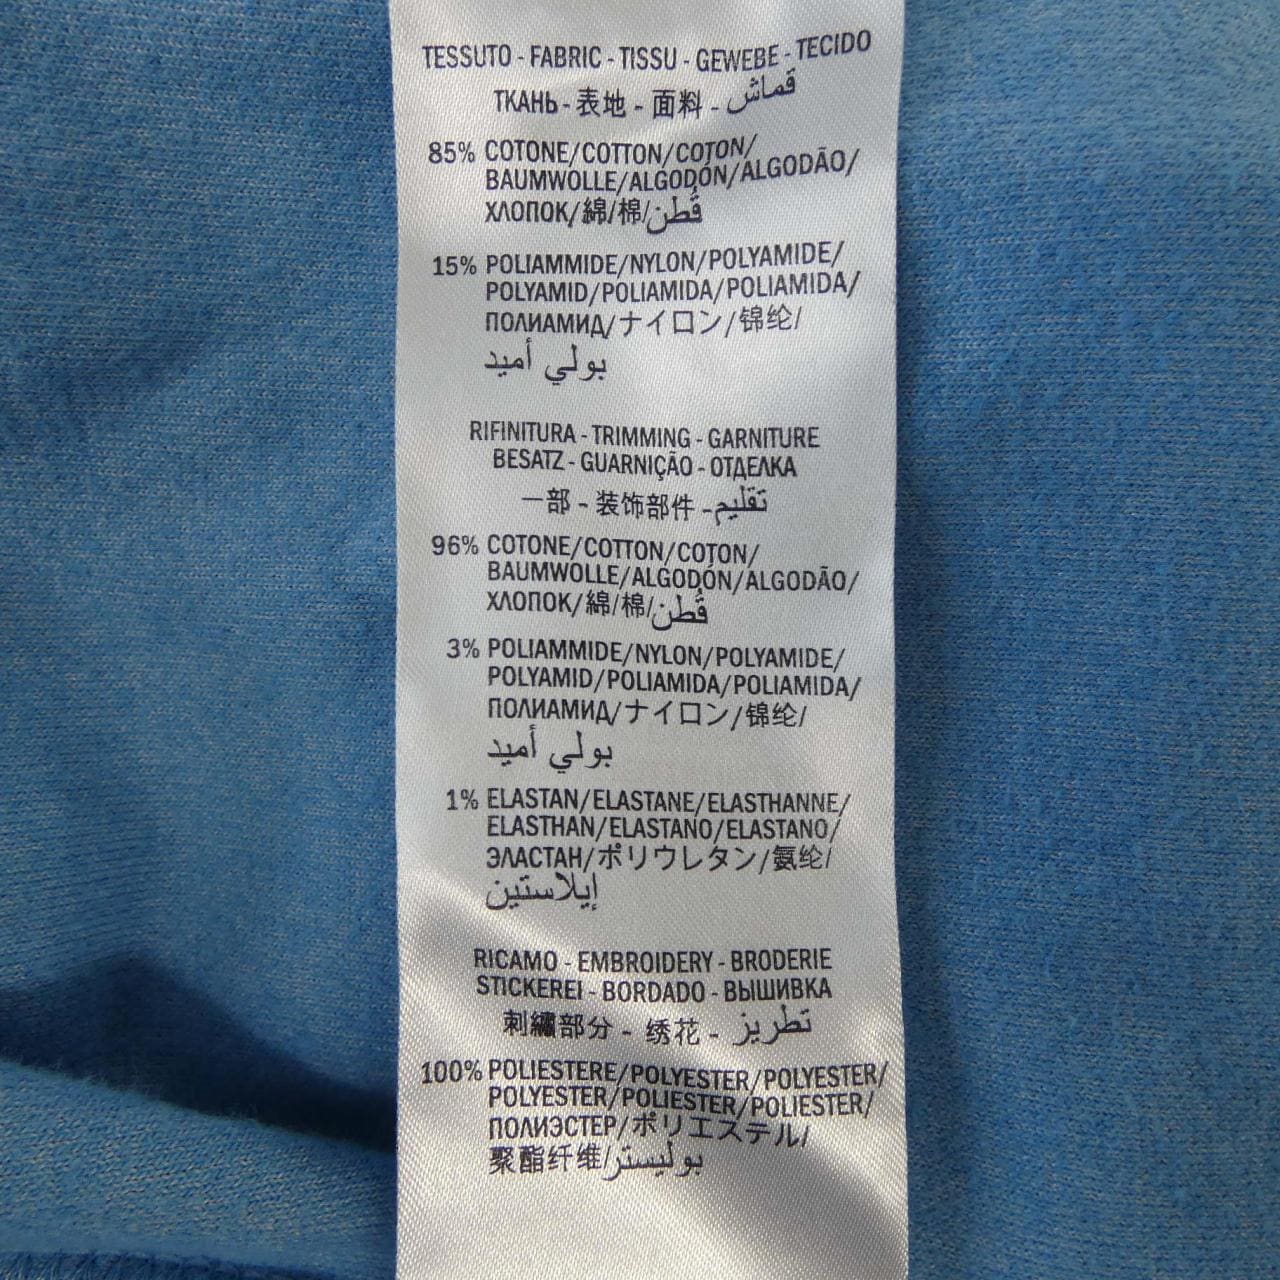 TESSUTO - FABRIC - TISSU - GEWEBE - TECIDO
ТКАНЬ - 表地 - 面料 - قماش
85% COTONE/COTTON/COTON/
BAUMWOLLE/ALGODÓN/ALGODÃO/
ХЛОПОК/綿/棉/قُطن
15% POLIAMMIDE/NYLON/POLYAMIDE/
POLYAMID/POLIAMIDA/POLIAMIDA/
ПОЛИАМИД/ナイロン/锦纶/
بولي أميد
RIFINITURA - TRIMMING - GARNITURE
BESATZ - GUARNIÇÃO - ОТДЕЛКА
一部 - 装饰部件 - تقليم
96% COTONE/COTTON/COTON/
BAUMWOLLE/ALGODÓN/ALGODÃO/
ХЛОПОК/綿/棉/قُطن
3% POLIAMMIDE/NYLON/POLYAMIDE/
POLYAMID/POLIAMIDA/POLIAMIDA/
ПОЛИАМИД/ナイロン/锦纶/
بولي أميد
1% ELASTAN/ELASTANE/ELASTHANNE/
ELASTHAN/ELASTANO/ELASTANO/
ЭЛАСТАН/ポリウレタン/氨纶/
إيلاستين
RICAMO - EMBROIDERY - BRODERIE
STICKEREI - BORDADO - ВЫШИВКА
刺繍部分 - 绣花 - تطريز
100% POLIESTERE/POLYESTER/POLYESTER/
POLYESTER/POLIESTER/POLIESTER/
ПОЛИЭСТЕР/ポリエステル/
聚酯纤维/بوليستر